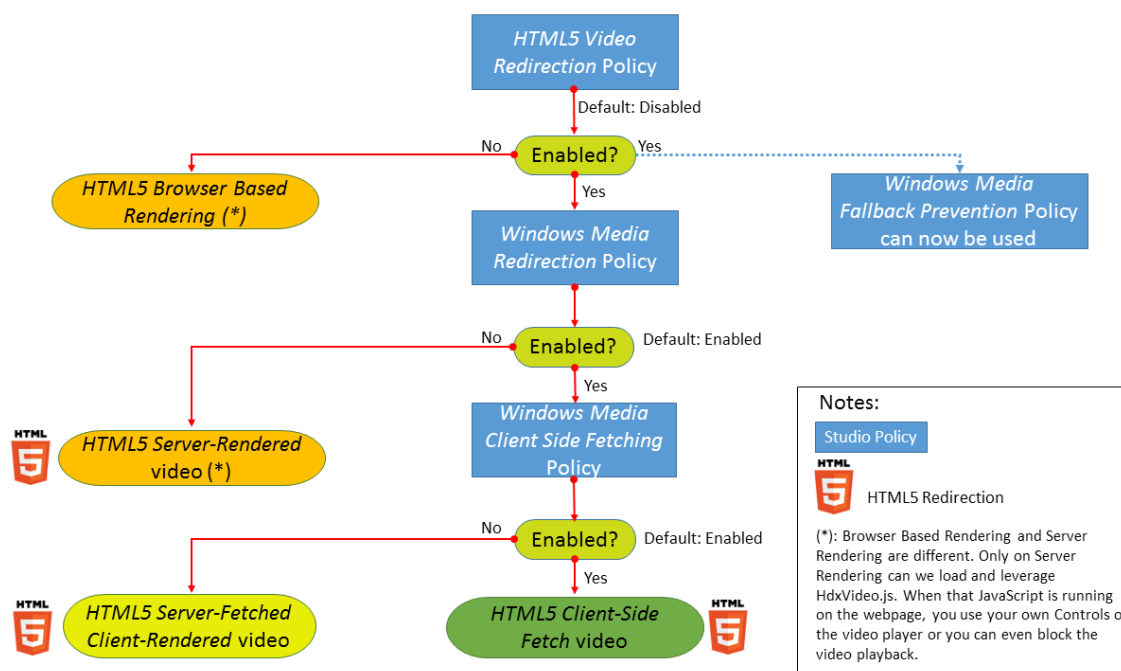 HTML5 Video
Redirection Policy
Default: Disabled
No
Enabled?
Yes
HTML5 Browser Based
Rendering (*)
Yes
Windows Media
Fallback Prevention Policy
can now be used
Windows Media
Redirection Policy
No
Enabled?
Default: Enabled
Yes
HTML
5
HTML5 Server-Rendered
video (*)
Windows Media
Client Side Fetching
Policy
No
Enabled?
Default: Enabled
Yes
HTML
5
HTML5 Server-Fetched
Client-Rendered video
HTML5 Client-Side
Fetch video
HTML
5
Notes:
Studio Policy
HTML
5
HTML5 Redirection
(*): Browser Based Rendering and Server
Rendering are different. Only on Server
Rendering can we load and leverage
HdxVideo.js. When that JavaScript is running
on the webpage, you use your own Controls o
the video player or you can even block the
video playback.